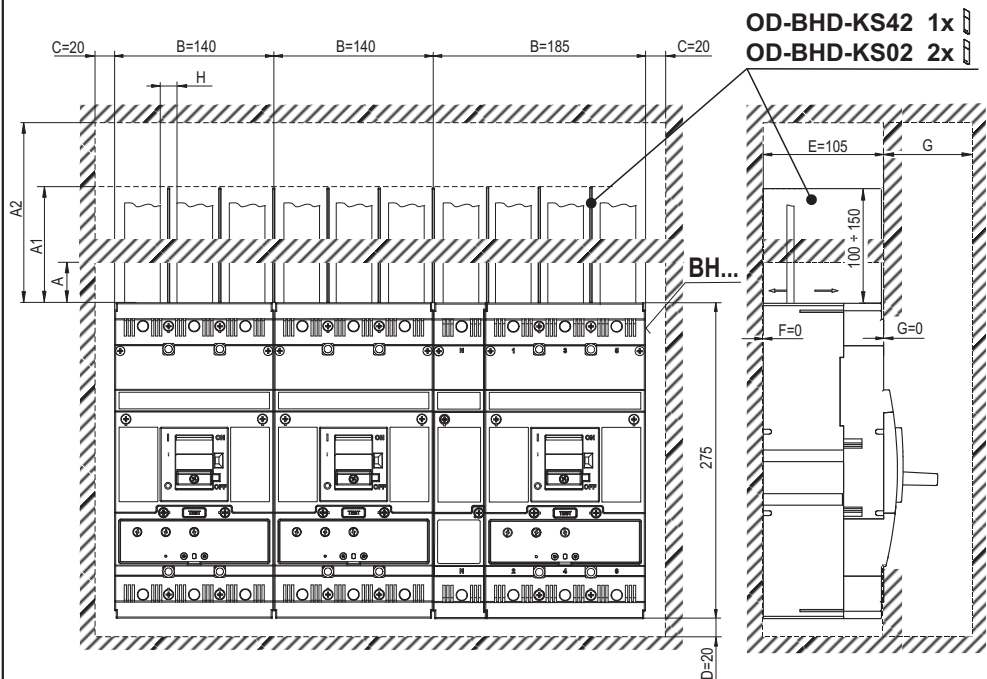 OD-BHD-KS42 1x
OD-BHD-KS02 2x
C=20 B=140 B=140 B=185 C=20
H
E=105 G
A2
A1
A
100 ÷ 150
BH...
F=0 G=0
N 1 3 5
I ON
I
O OFF
I ON
I
O OFF
I ON
I
O OFF
275
TEST TEST TEST
N 2 4 6
D=20